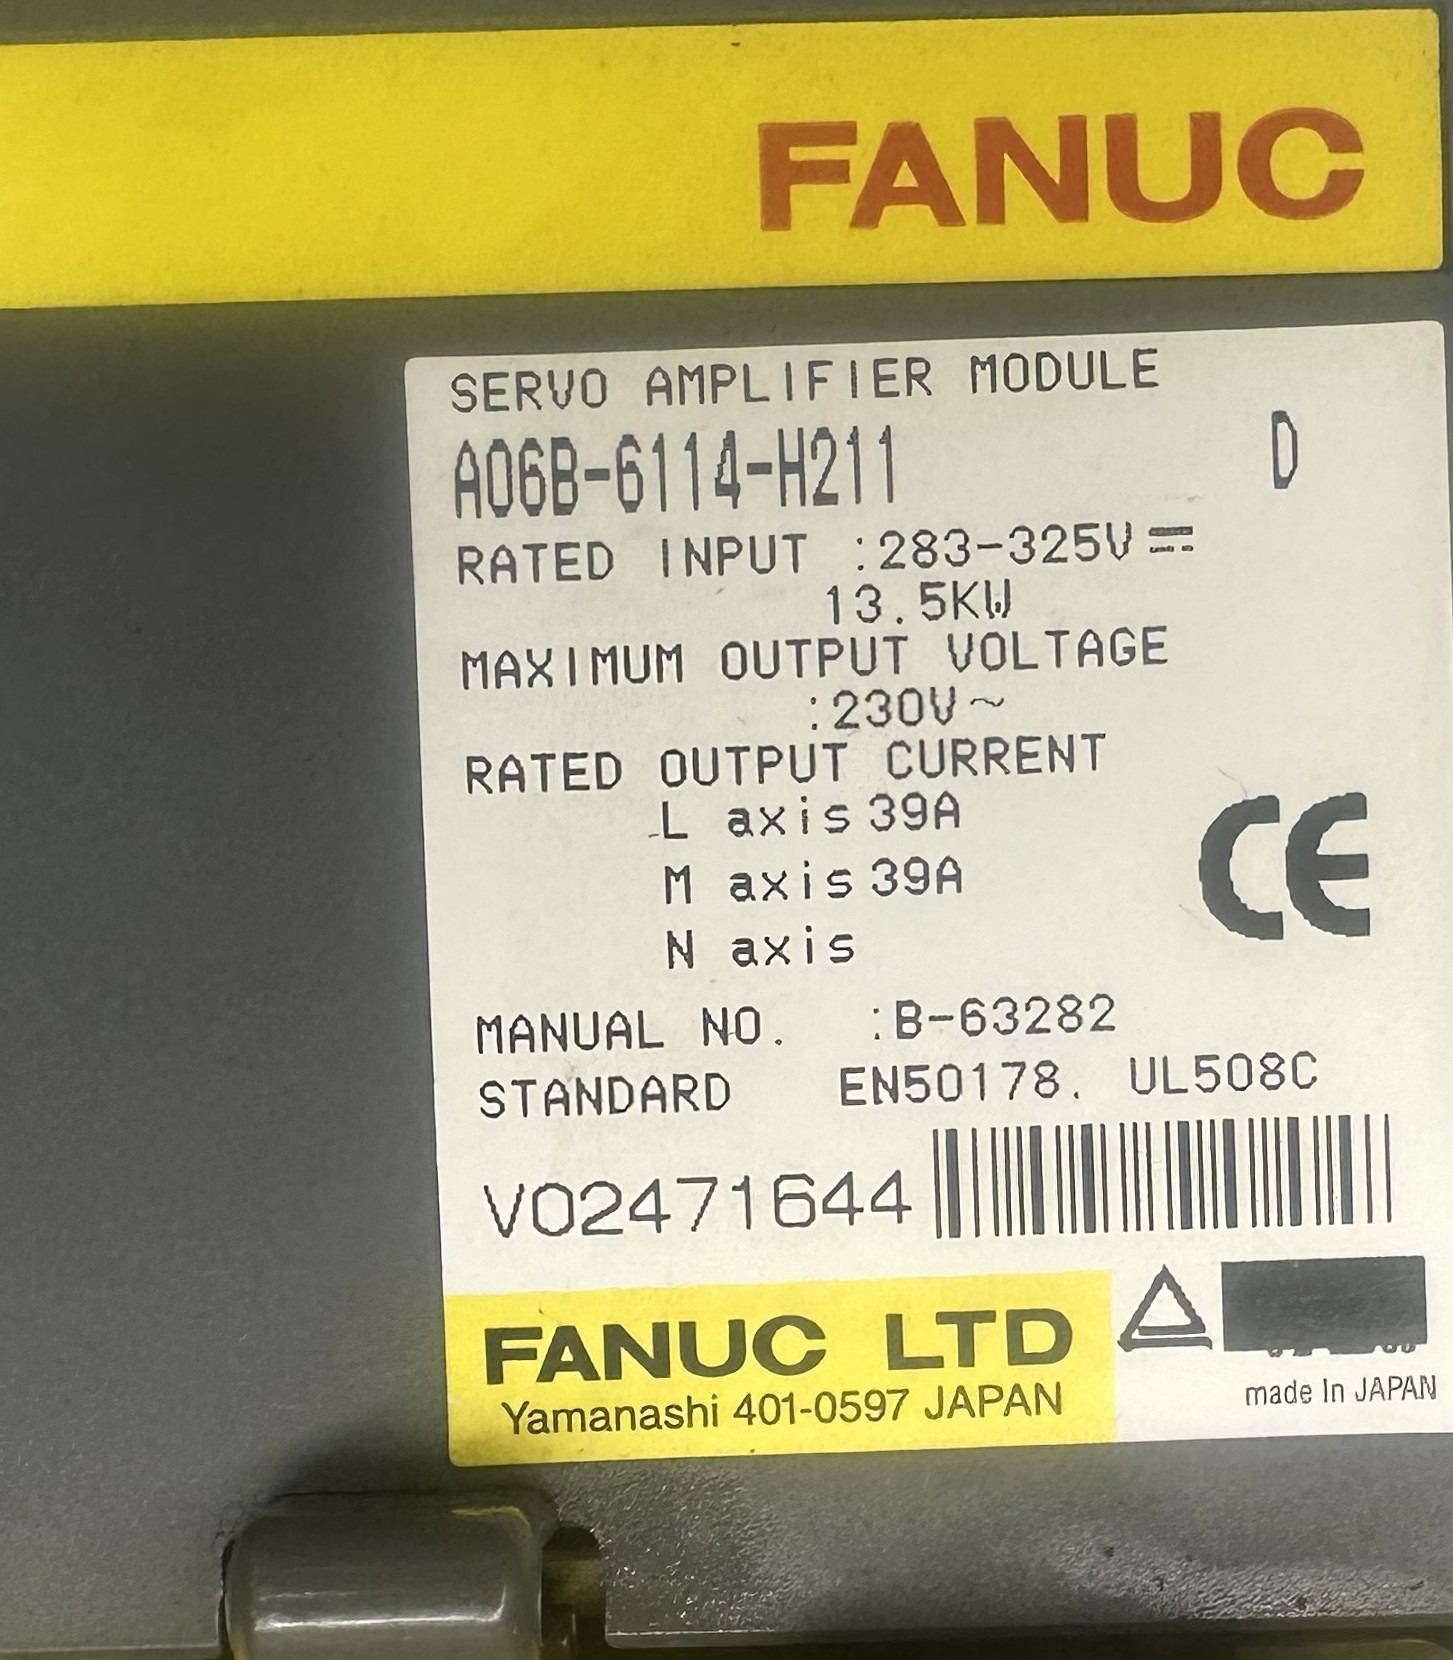 FANUC
SERVO AMPLIFIER MODULE
A06B-6114-H211 D
RATED INPUT :283-325V⎓
13.5KW
MAXIMUM OUTPUT VOLTAGE
:230V~
RATED OUTPUT CURRENT
L axis 39A
M axis 39A
N axis
MANUAL NO. :B-63282
STANDARD EN50178. UL508C
V02471644
CE
FANUC LTD
Yamanashi 401-0597 JAPAN
made In JAPAN